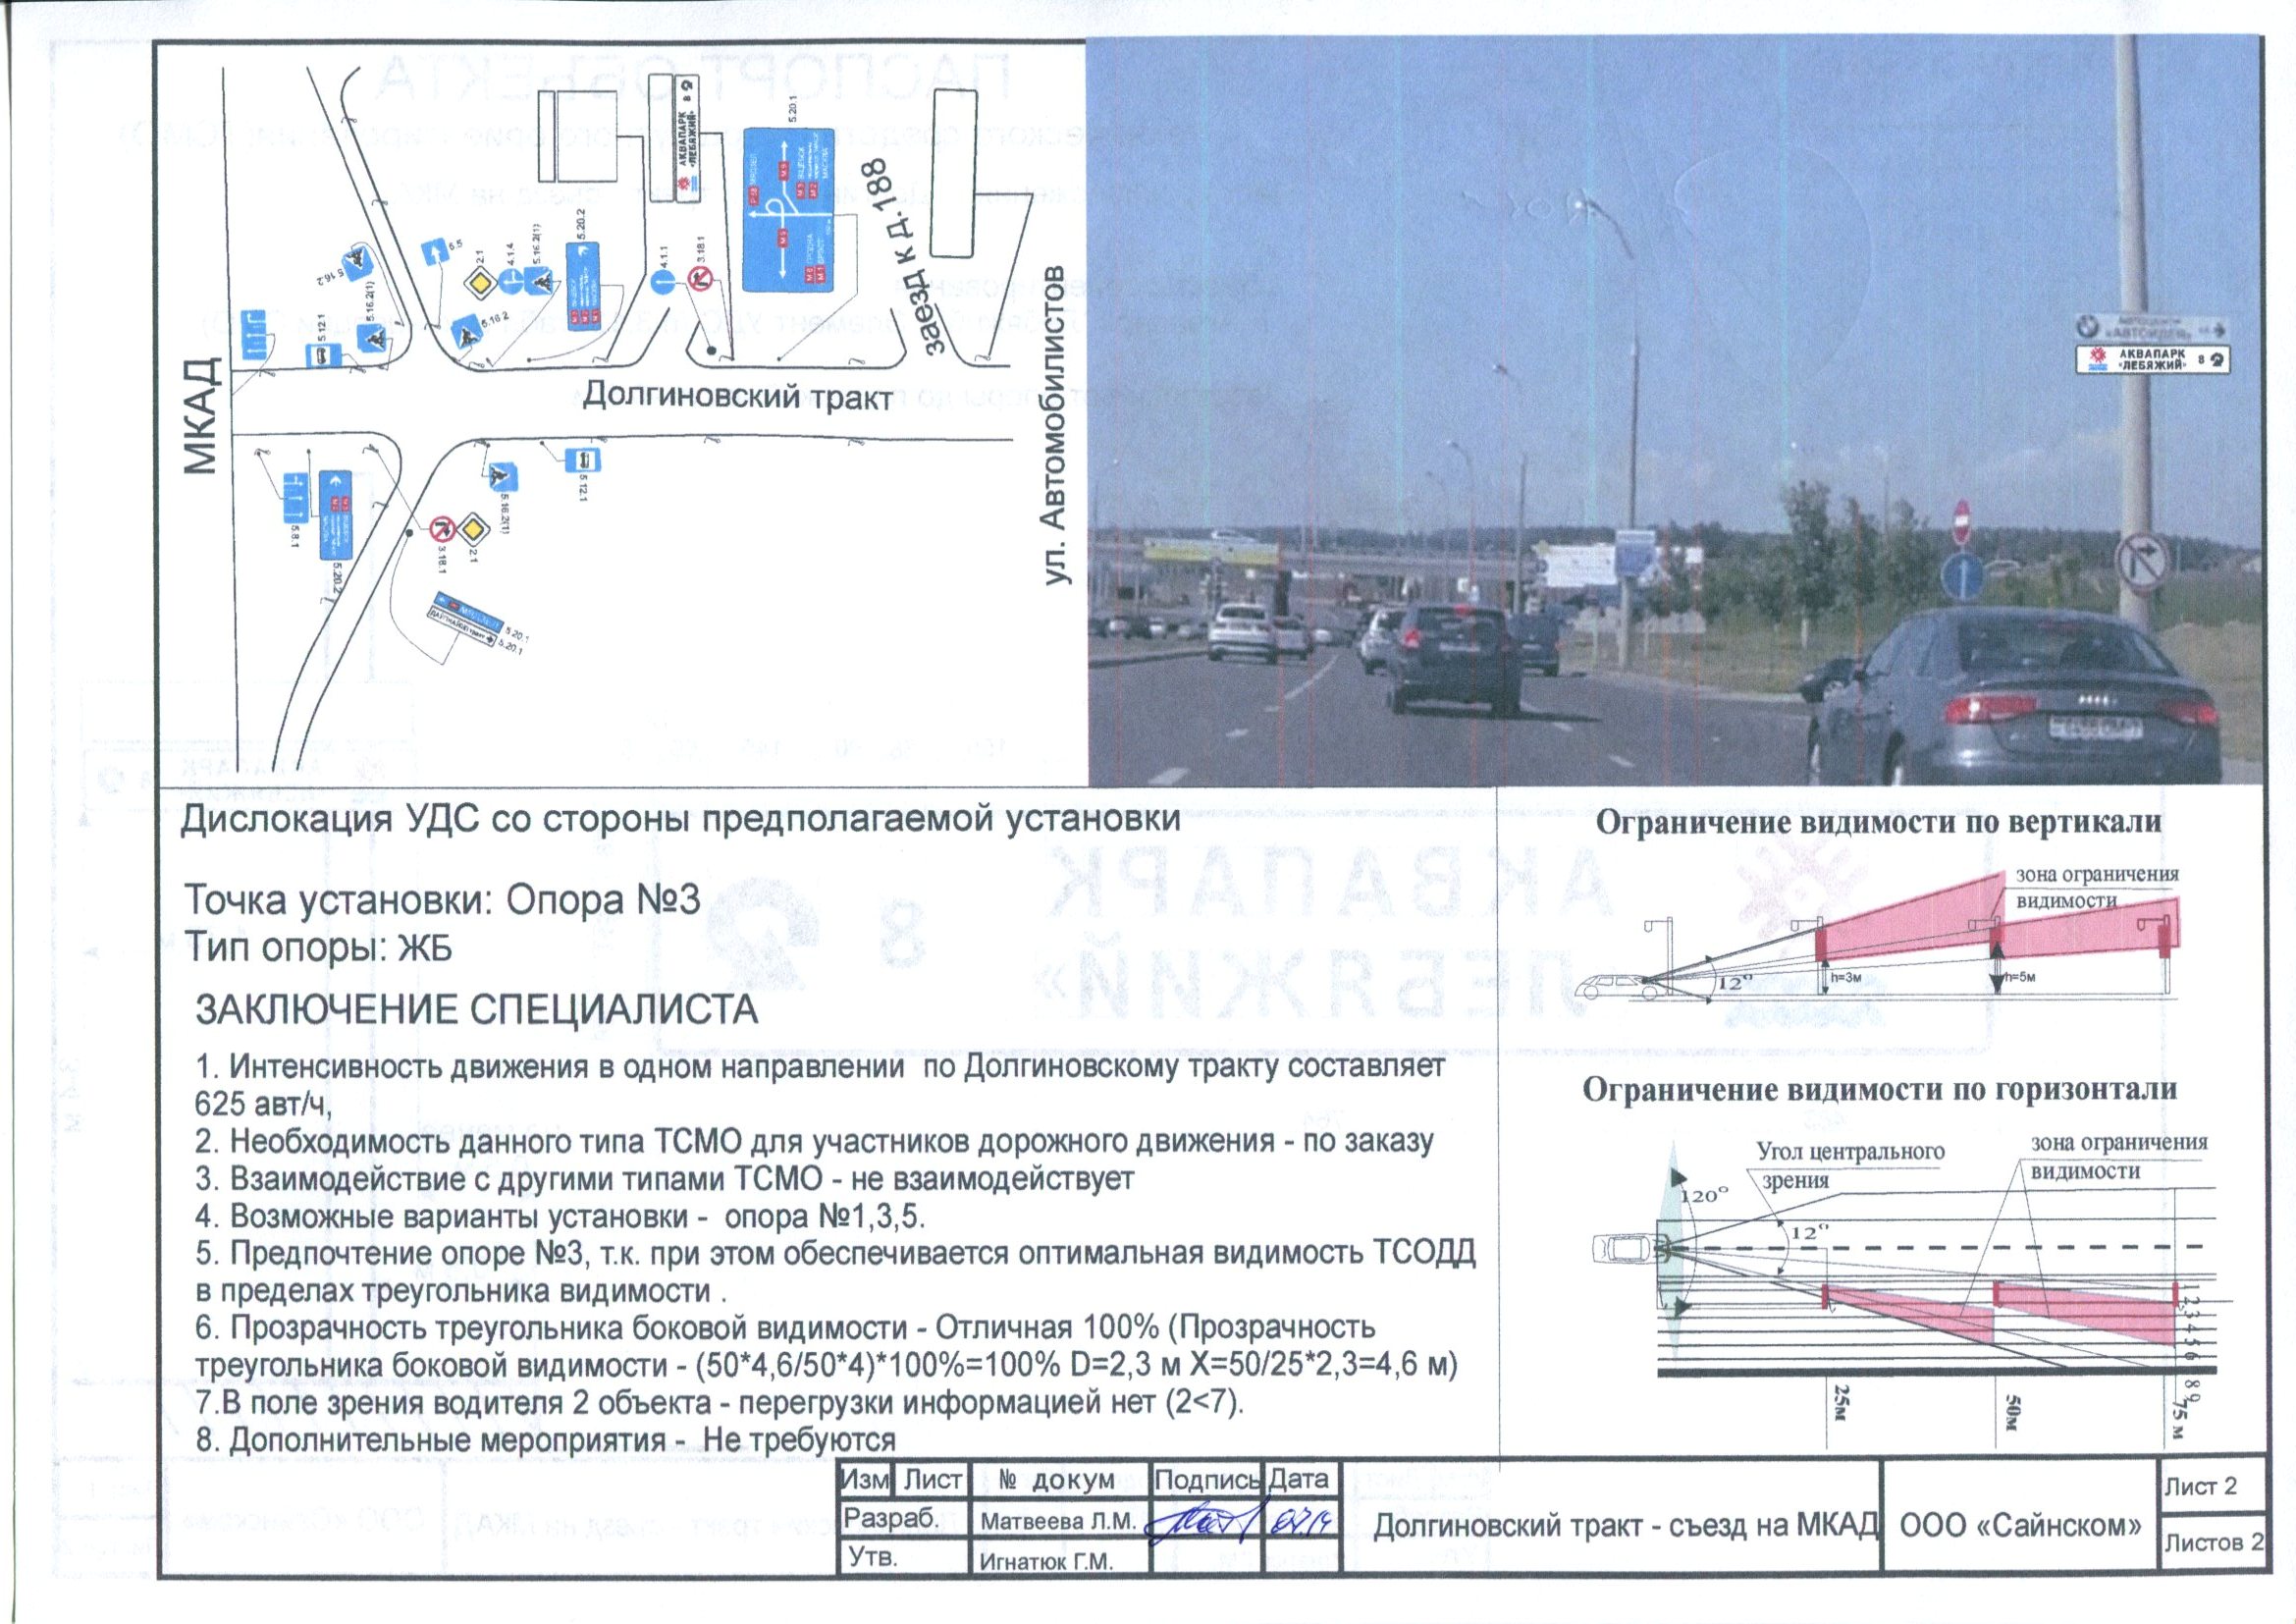 МКАД
Долгиновский тракт
заезд к д.188
ул. Автомобилистов
АКВАПАРК
«ЛЕБЯЖИЙ» 8
5.20.1
5.16.2
5.5
2.1
4.1.4
5.16.2(1)
5.20.2
4.1.1
3.18.1
5.12.1
5.16.2(1)
5.16.2
5.8.1
5.20.2
3.18.1
2.1
5.16.2(1)
5.12.1
5.20.1
5.20.1
АВТОЦЕНТР
«АВТОИДЕЯ»
АКВАПАРК
«ЛЕБЯЖИЙ» 8
Дислокация УДС со стороны предполагаемой установки
Точка установки: Опора №3
Тип опоры: ЖБ
ЗАКЛЮЧЕНИЕ СПЕЦИАЛИСТА
1. Интенсивность движения в одном направлении по Долгиновскому тракту составляет
625 авт/ч,
2. Необходимость данного типа ТСМО для участников дорожного движения - по заказу
3. Взаимодействие с другими типами ТСМО - не взаимодействует
4. Возможные варианты установки - опора №1,3,5.
5. Предпочтение опоре №3, т.к. при этом обеспечивается оптимальная видимость ТСОДД
в пределах треугольника видимости .
6. Прозрачность треугольника боковой видимости - Отличная 100% (Прозрачность
треугольника боковой видимости - (50*4,6/50*4)*100%=100% D=2,3 м X=50/25*2,3=4,6 м)
7.В поле зрения водителя 2 объекта - перегрузки информацией нет (2<7).
8. Дополнительные мероприятия - Не требуются
Ограничение видимости по вертикали
зона ограничения
видимости
12°
h=3м
h=5м
Ограничение видимости по горизонтали
Угол центрального
зрения
зона ограничения
видимости
120°
12°
1 2 3 4 5 6 8 9
25м
50м
75 м
Изм Лист № докум Подпись Дата
Разраб. Матвеева Л.М.
Утв. Игнатюк Г.М.
Долгиновский тракт - съезд на МКАД
ООО «Сайнском»
Лист 2
Листов 2